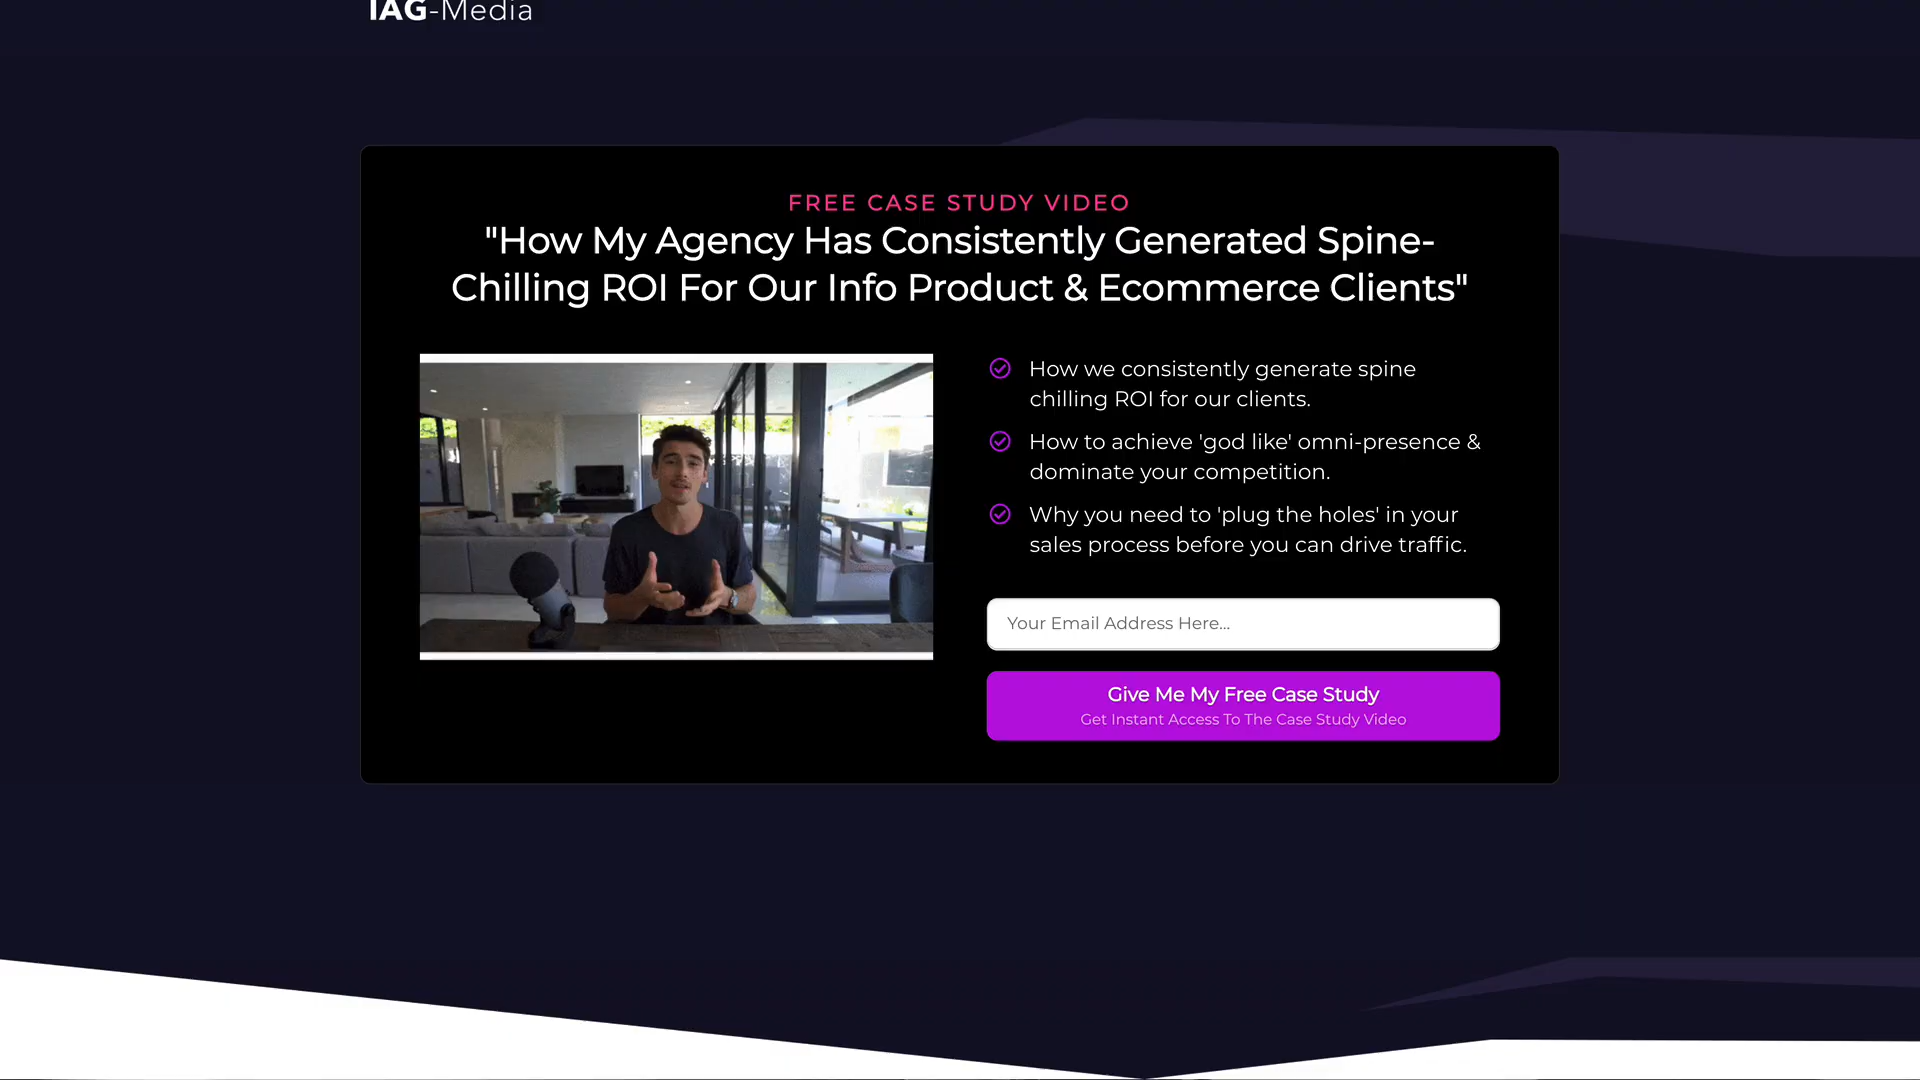 IAG-Media
FREE CASE STUDY VIDEO
"How My Agency Has Consistently Generated Spine-
Chilling ROI For Our Info Product & Ecommerce Clients"
How we consistently generate spine
chilling ROI for our clients.
How to achieve 'god like' omni-presence &
dominate your competition.
Why you need to 'plug the holes' in your
sales process before you can drive traffic.
Your Email Address Here...
Give Me My Free Case Study
Get Instant Access To The Case Study Video